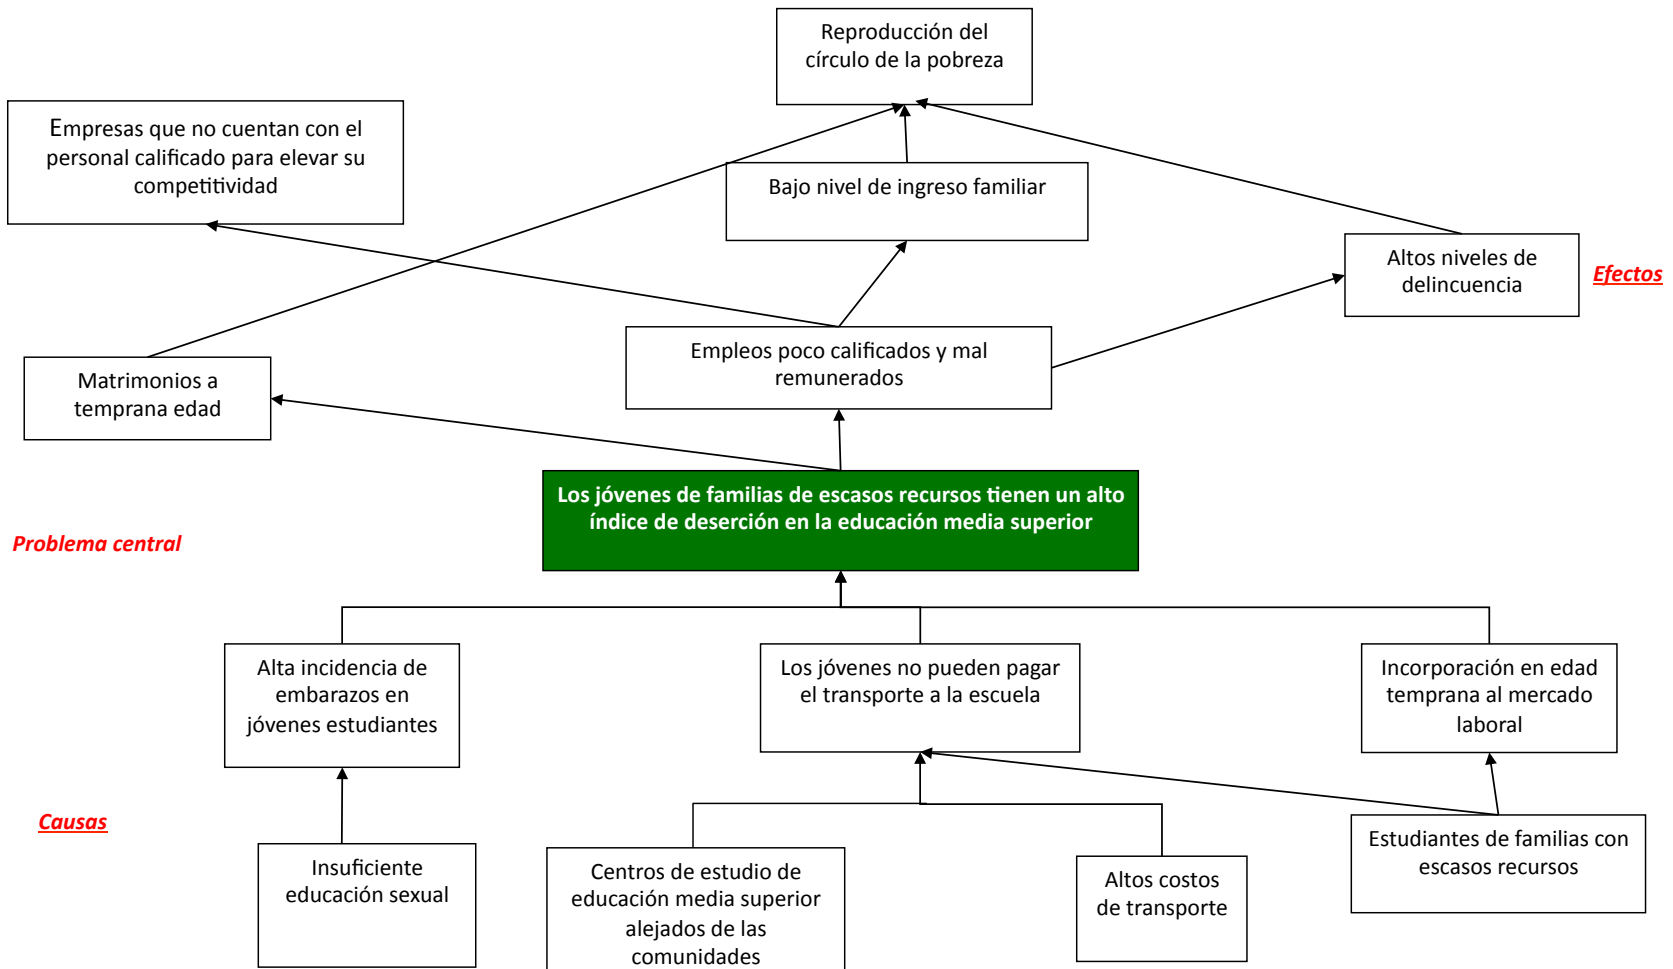 Reproducción del
círculo de la pobreza
Empresas que no cuentan con el
personal calificado para elevar su
competitividad
Bajo nivel de ingreso familiar
Altos niveles de
delincuencia
Efectos
Empleos poco calificados y mal
remunerados
Matrimonios a
temprana edad
Los jóvenes de familias de escasos recursos tienen un alto
índice de deserción en la educación media superior
Problema central
Alta incidencia de
embarazos en
jóvenes estudiantes
Los jóvenes no pueden pagar
el transporte a la escuela
Incorporación en edad
temprana al mercado
laboral
Causas
Insuficiente
educación sexual
Centros de estudio de
educación media superior
alejados de las
comunidades
Altos costos
de transporte
Estudiantes de familias con
escasos recursos